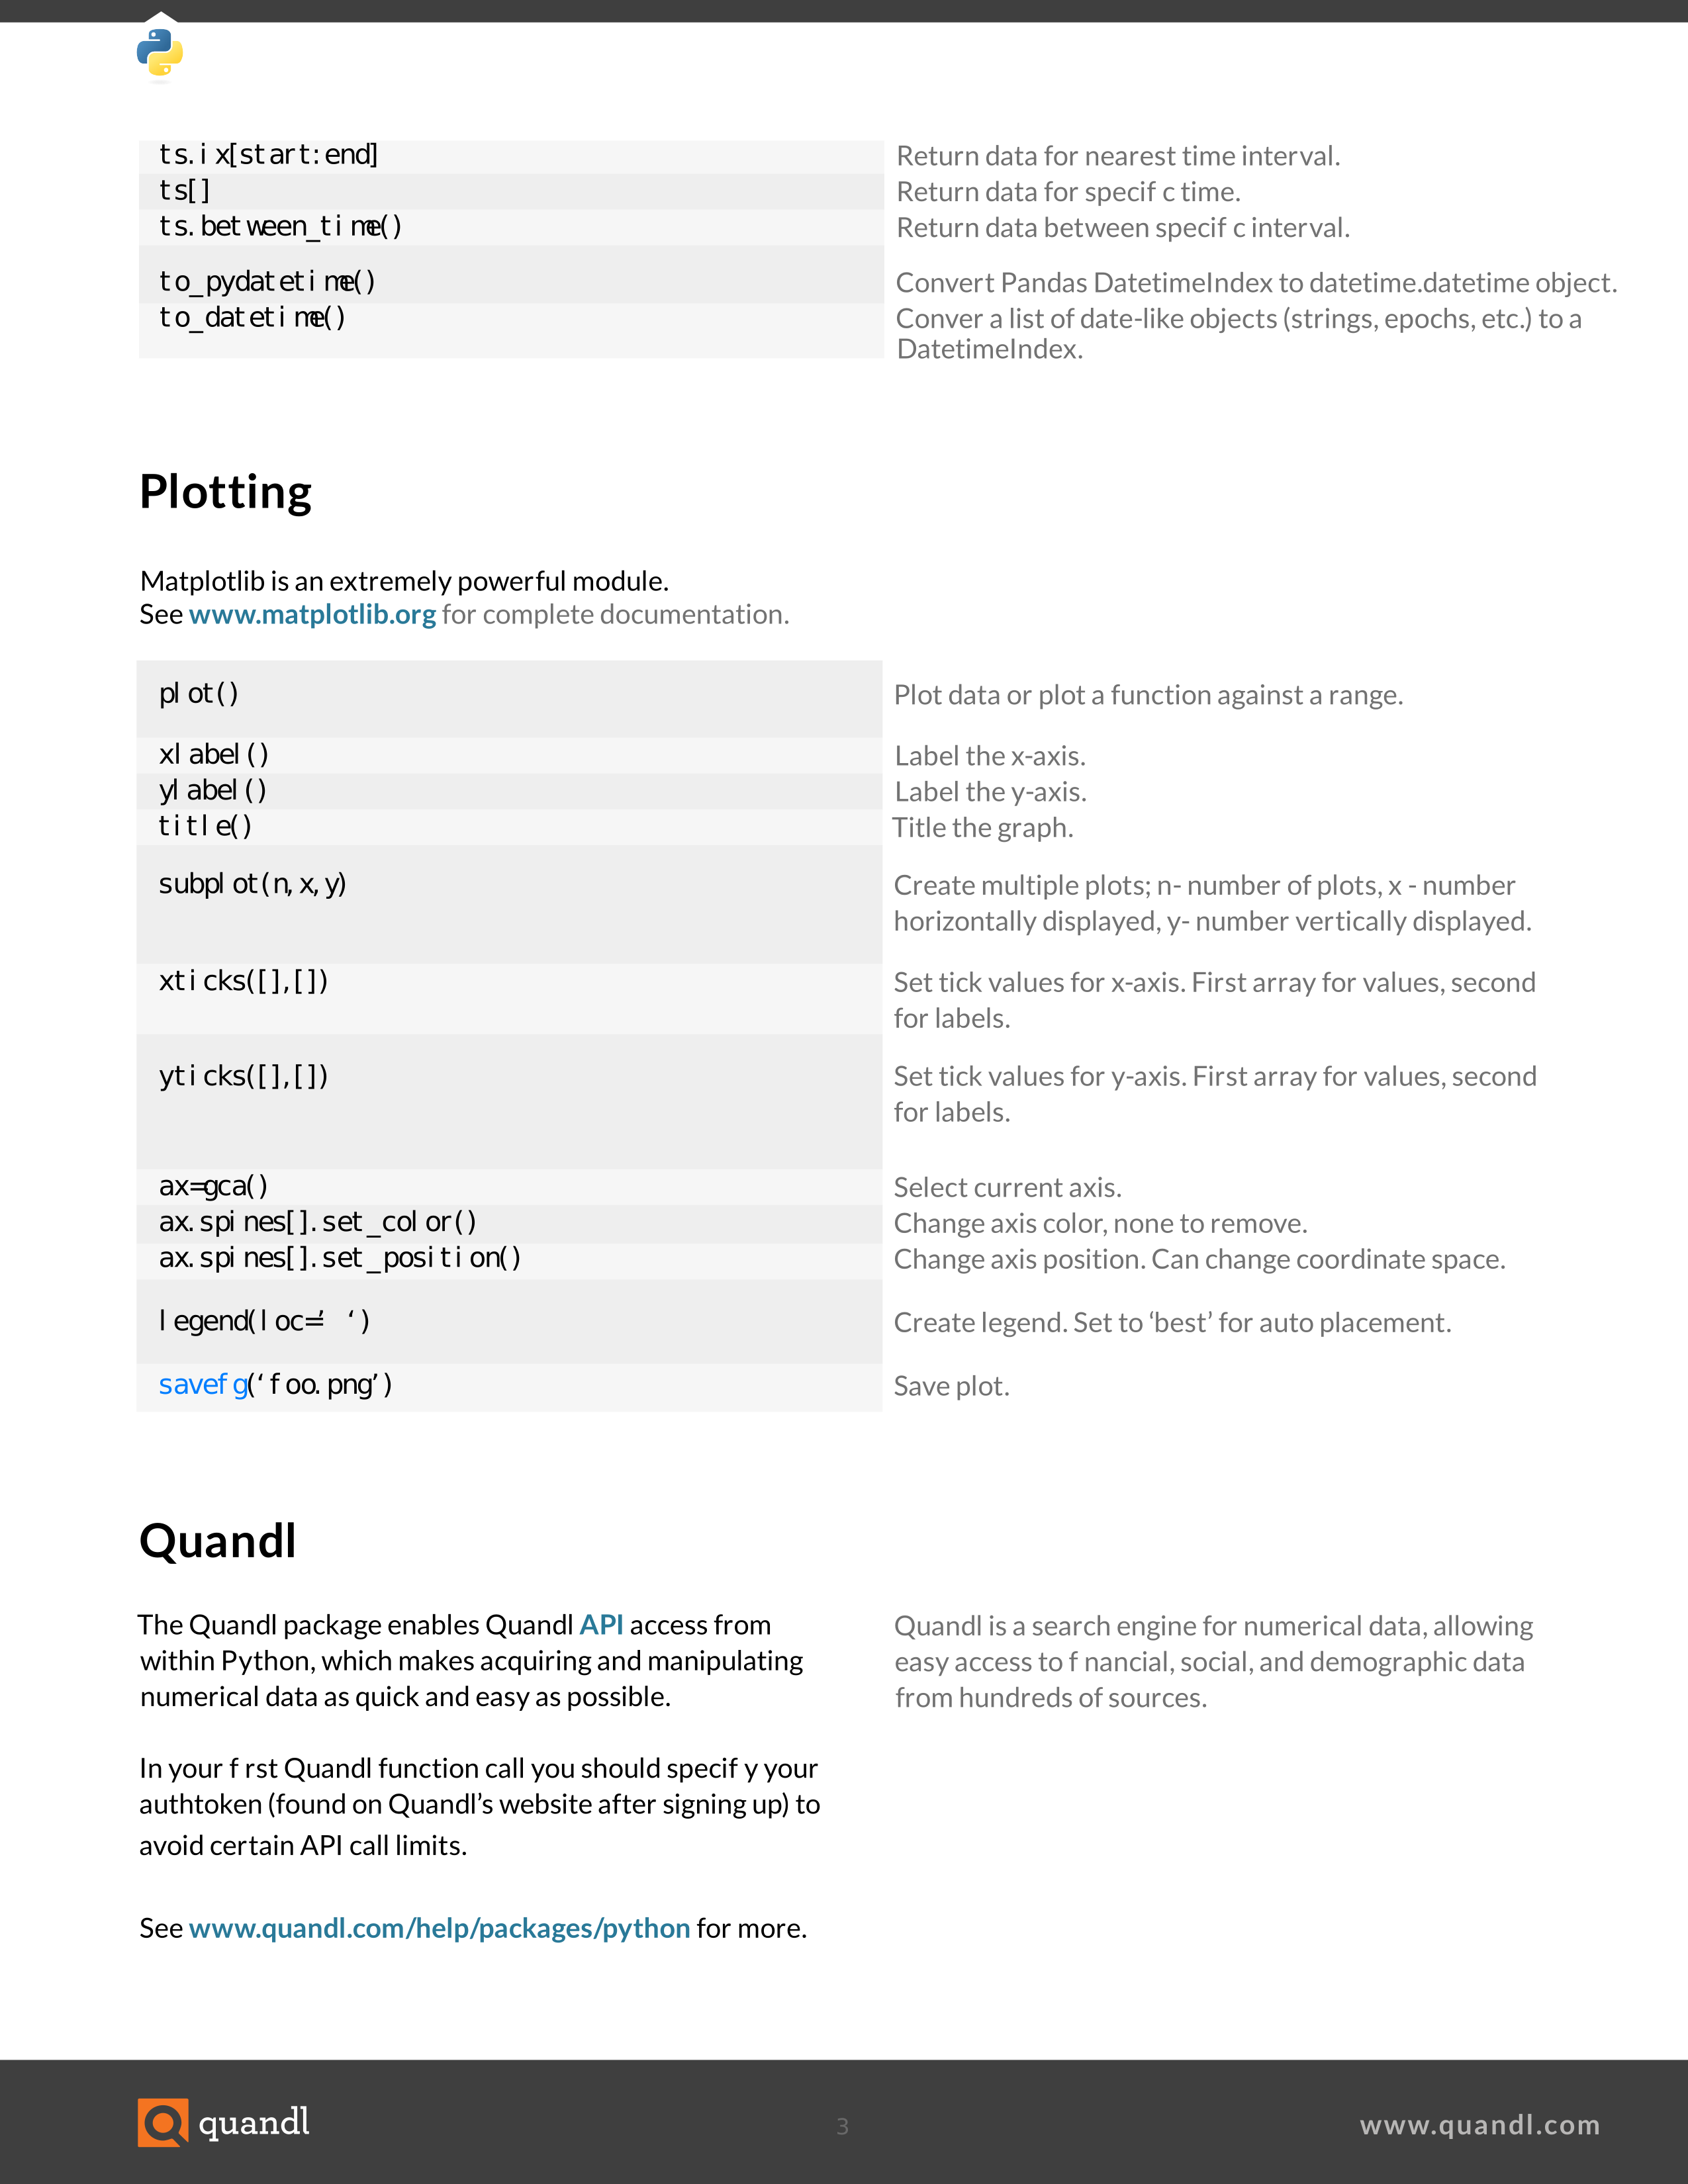 ts.ix[start:end] Return data for nearest time interval.
ts[] Return data for specif c time.
ts.between_time() Return data between specif c interval.
to_pydatetime() Convert Pandas DatetimeIndex to datetime.datetime object.
to_datetime() Conver a list of date-like objects (strings, epochs, etc.) to a
DatetimeIndex.
Plotting
Matplotlib is an extremely powerful module.
See www.matplotlib.org for complete documentation.
plot() Plot data or plot a function against a range.
xlabel() Label the x-axis.
ylabel() Label the y-axis.
title() Title the graph.
subplot(n,x,y) Create multiple plots; n- number of plots, x - number
horizontally displayed, y- number vertically displayed.
xticks([],[]) Set tick values for x-axis. First array for values, second
for labels.
yticks([],[]) Set tick values for y-axis. First array for values, second
for labels.
ax=gca() Select current axis.
ax.spines[].set_color() Change axis color, none to remove.
ax.spines[].set_position() Change axis position. Can change coordinate space.
legend(loc=’ ‘) Create legend. Set to ‘best’ for auto placement.
savef g(‘foo.png’) Save plot.
Quandl
The Quandl package enables Quandl API access from
within Python, which makes acquiring and manipulating
numerical data as quick and easy as possible.
Quandl is a search engine for numerical data, allowing
easy access to f nancial, social, and demographic data
from hundreds of sources.
In your f rst Quandl function call you should specif y your
authtoken (found on Quandl’s website after signing up) to
avoid certain API call limits.
See www.quandl.com/help/packages/python for more.
quandl 3 www.quandl.com